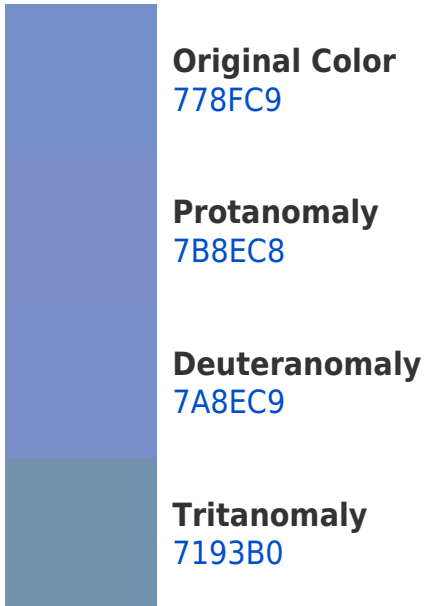 Original Color
778FC9
Protanomaly
7B8EC8
Deuteranomaly
7A8EC9
Tritanomaly
7193B0